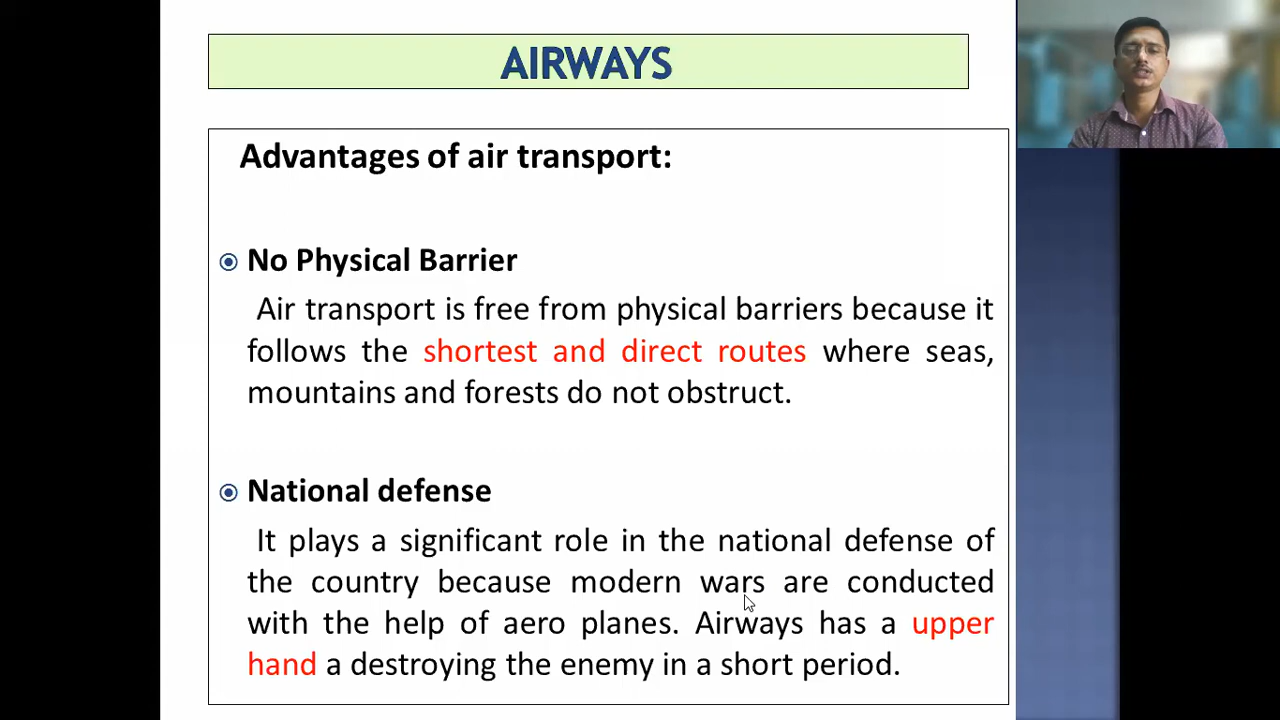 AIRWAYS
Advantages of air transport:
No Physical Barrier
Air transport is free from physical barriers because it
follows the shortest and direct routes where seas,
mountains and forests do not obstruct.
National defense
It plays a significant role in the national defense of
the country because modern wars are conducted
with the help of aero planes. Airways has a upper
hand a destroying the enemy in a short period.